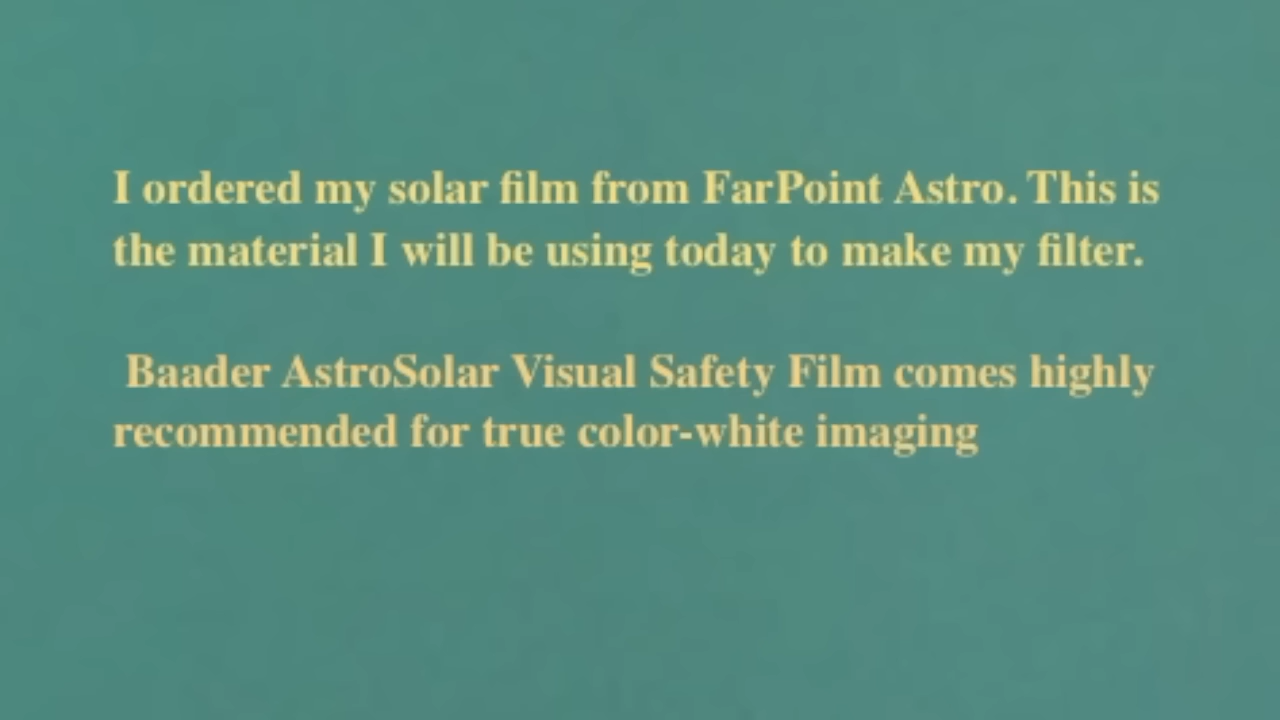 I ordered my solar film from FarPoint Astro. This is
the material I will be using today to make my filter.
Baader AstroSolar Visual Safety Film comes highly
recommended for true color-white imaging